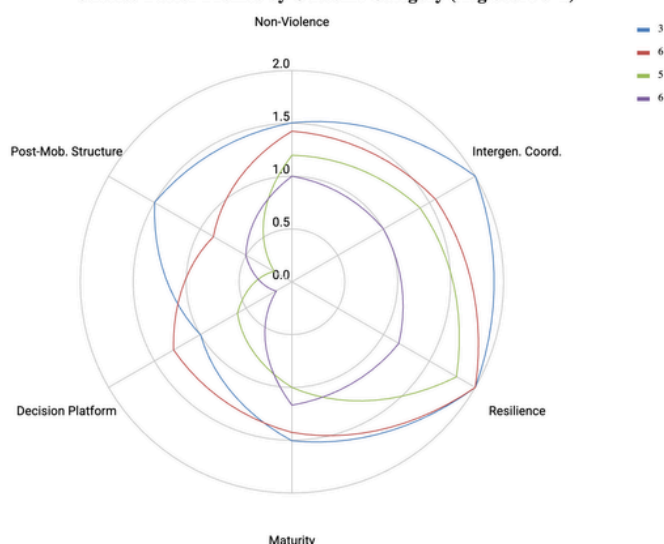 Non-Violence
3
6
5
6
2.0
1.5
1.0
0.5
0.0
Post-Mob. Structure
Intergen. Coord.
Decision Platform
Resilience
Maturity